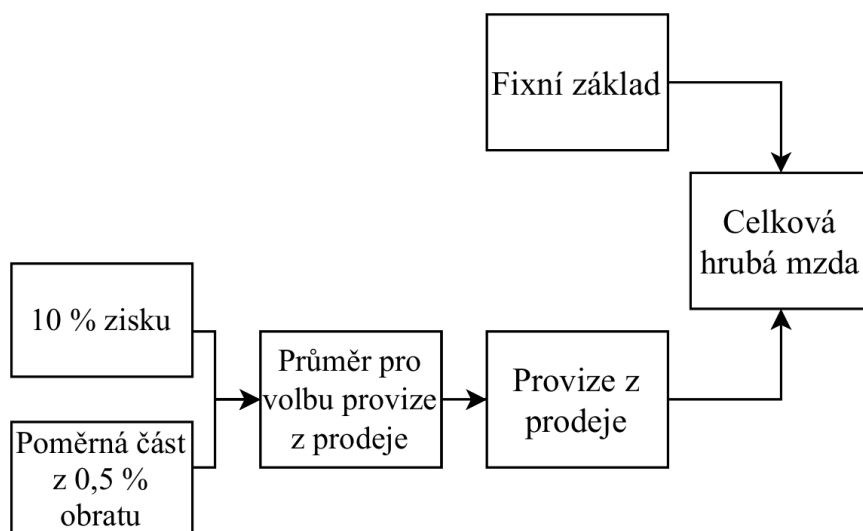 Fixní základ
Celková
hrubá mzda
10 % zisku
Průměr pro
volbu provize
z prodeje
Provize z
prodeje
Poměrná část
z 0,5 %
obratu